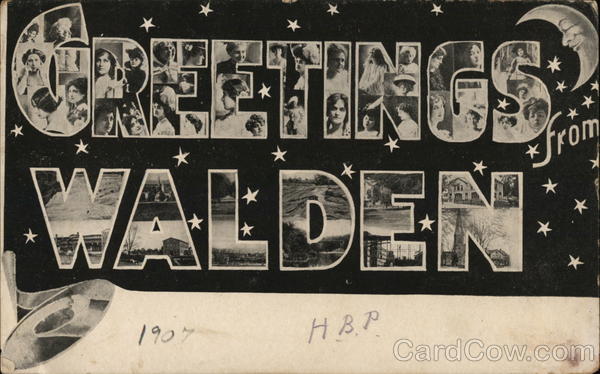 GREETINGS
from
WALDEN
1907 H.B.P.
CardCow.com